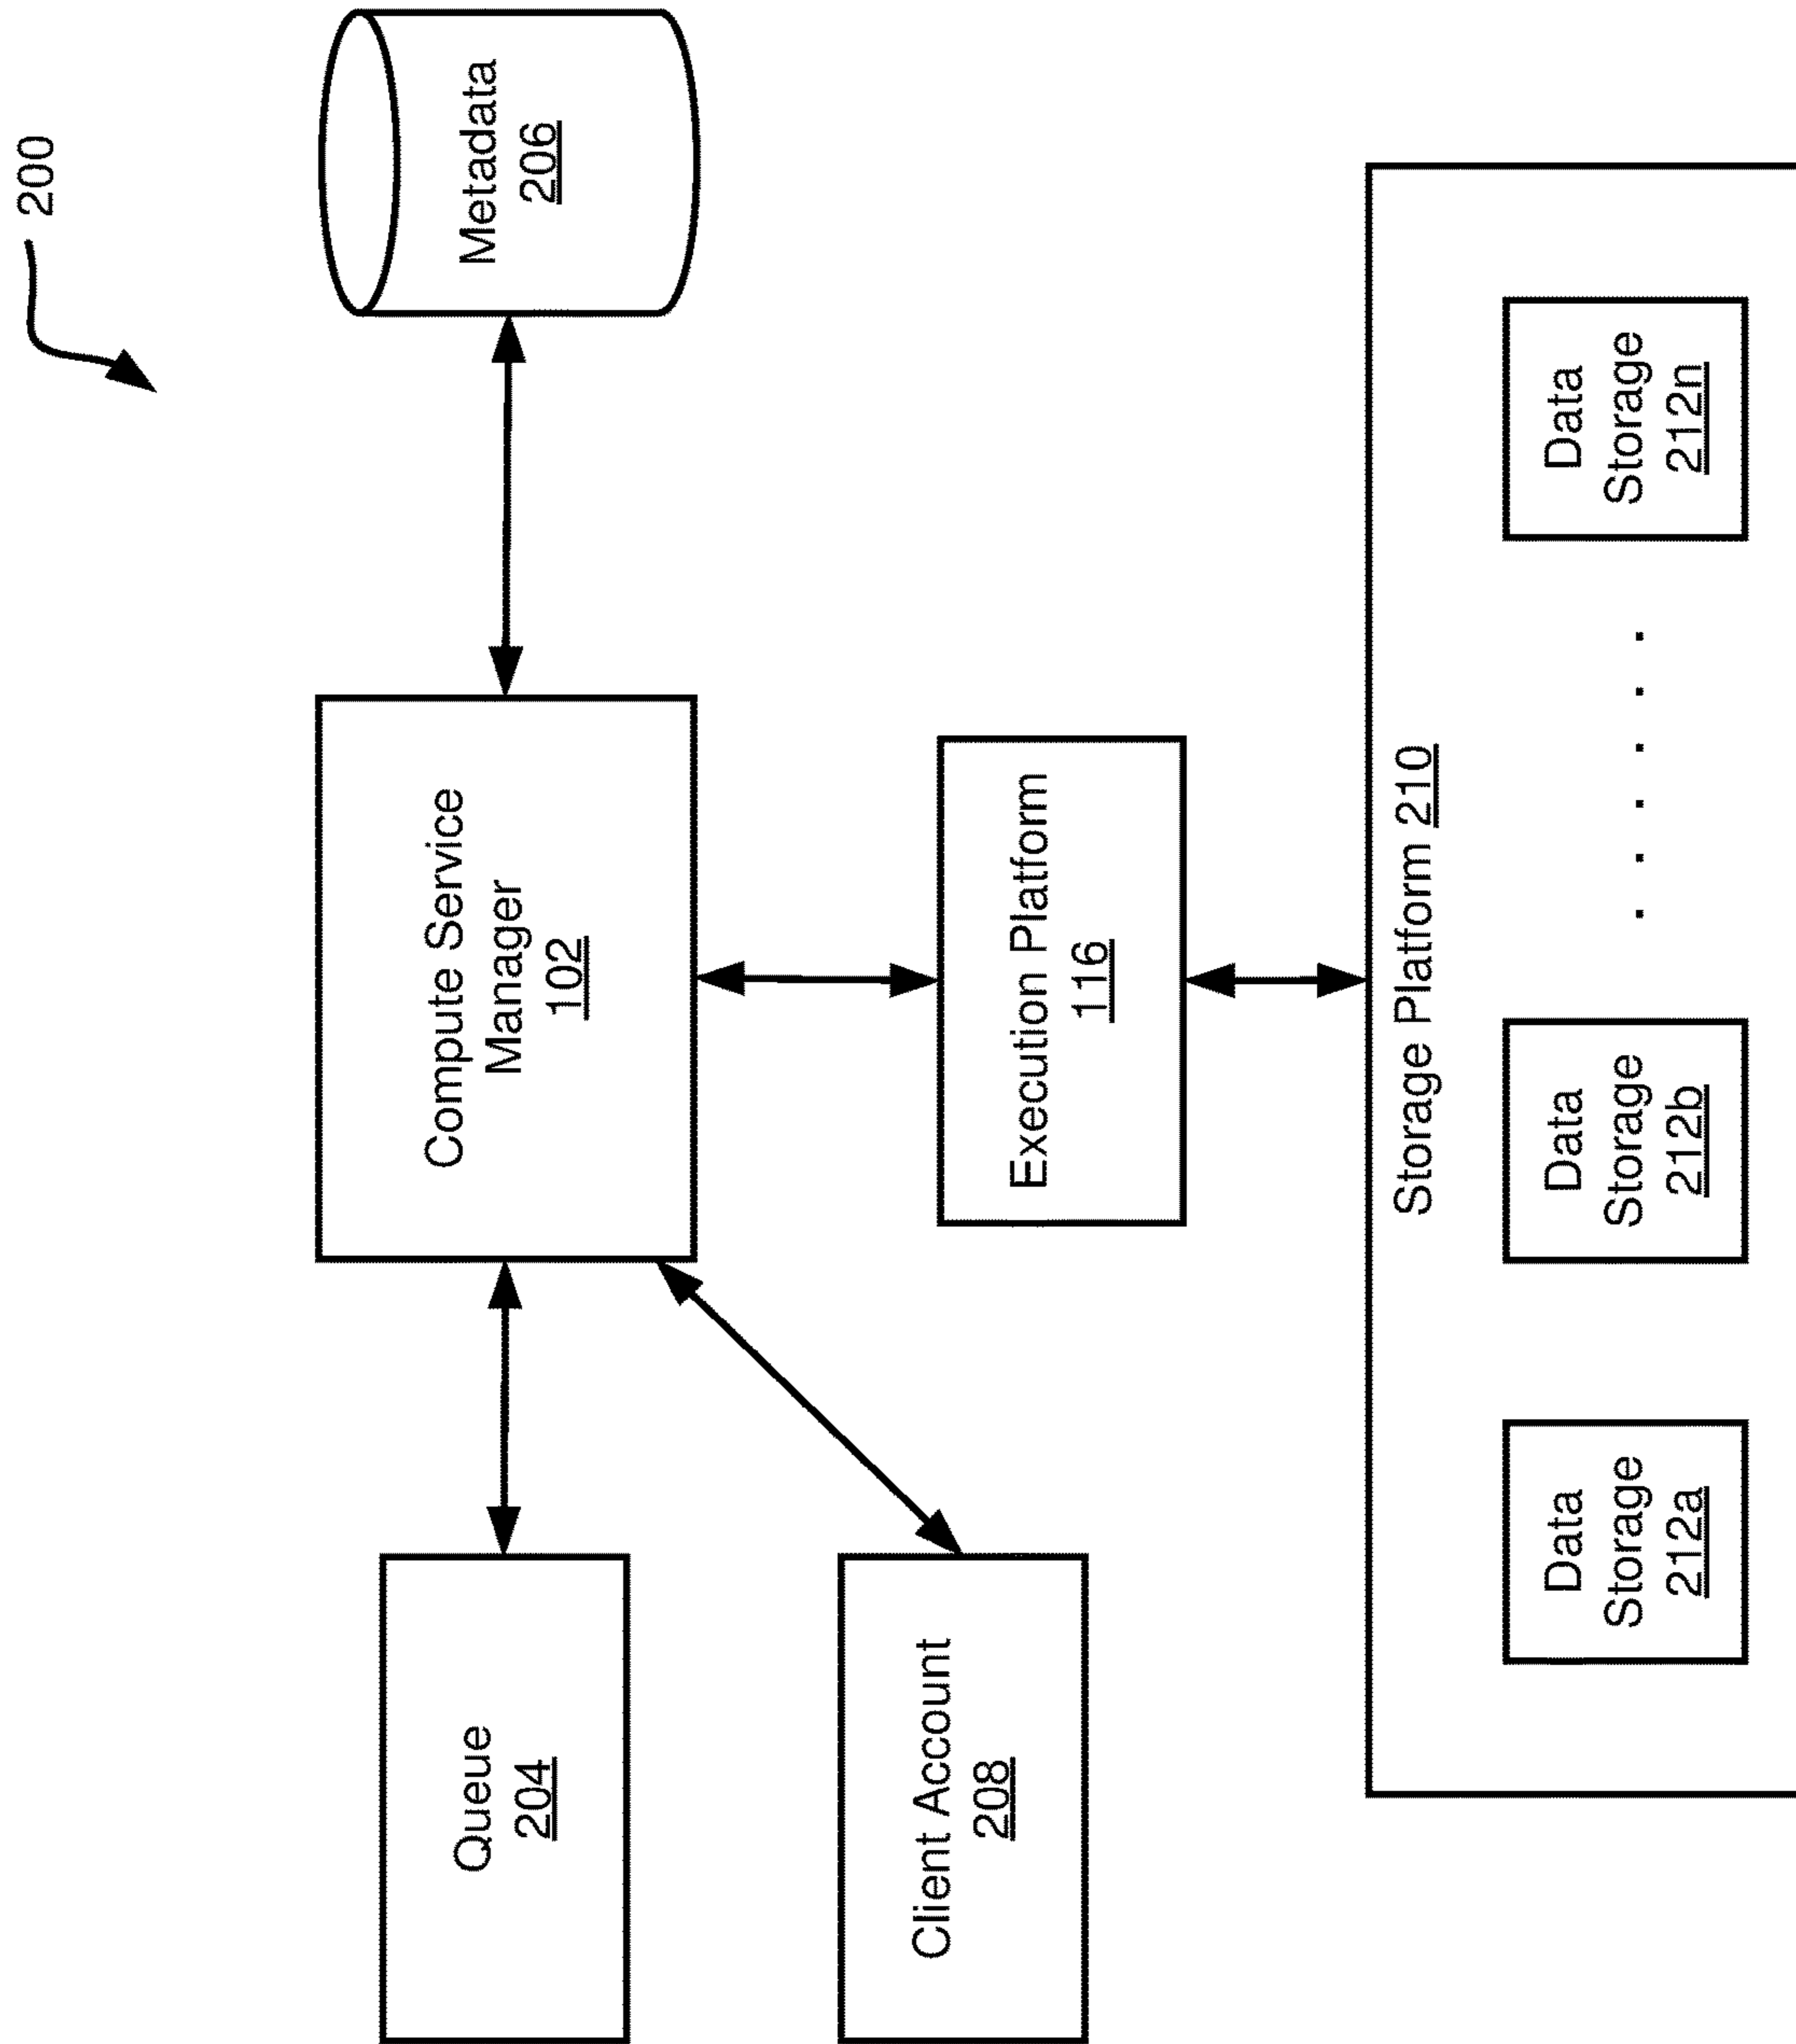 200
Queue
204
Compute Service
Manager
102
Metadata
206
Client Account
208
Execution Platform
116
Storage Platform 210
Data
Storage
212a
Data
Storage
212b
Data
Storage
212n